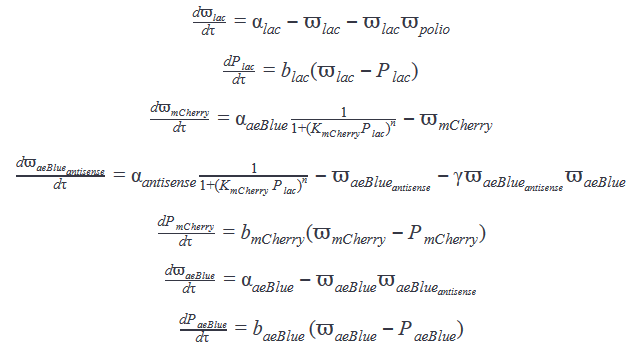 dϖ_lac/dτ = α_lac − ϖ_lac − ϖ_lac ϖ_polio
dP_lac/dτ = b_lac(ϖ_lac − P_lac)
dϖ_mCherry/dτ = α_aeBlue 1/(1+(K_mCherry P_lac)^n) − ϖ_mCherry
dϖ_aeBlue_antisense/dτ = α_antisense 1/(1+(K_mCherry P_lac)^n) − ϖ_aeBlue_antisense − γϖ_aeBlue_antisense ϖ_aeBlue
dP_mCherry/dτ = b_mCherry(ϖ_mCherry − P_mCherry)
dϖ_aeBlue/dτ = α_aeBlue − ϖ_aeBlue ϖ_aeBlue_antisense
dP_aeBlue/dτ = b_aeBlue (ϖ_aeBlue − P_aeBlue)